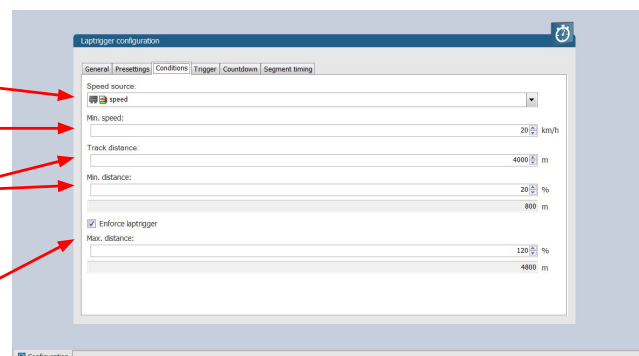 Laptrigger configuration
General Presettings Conditions Trigger Countdown Segment timing
Speed source:
speed
Min. speed:
20 km/h
Track distance:
4000 m
Min. distance:
20 %
800 m
Enforce laptrigger
Max. distance:
120 %
4800 m
Configuration